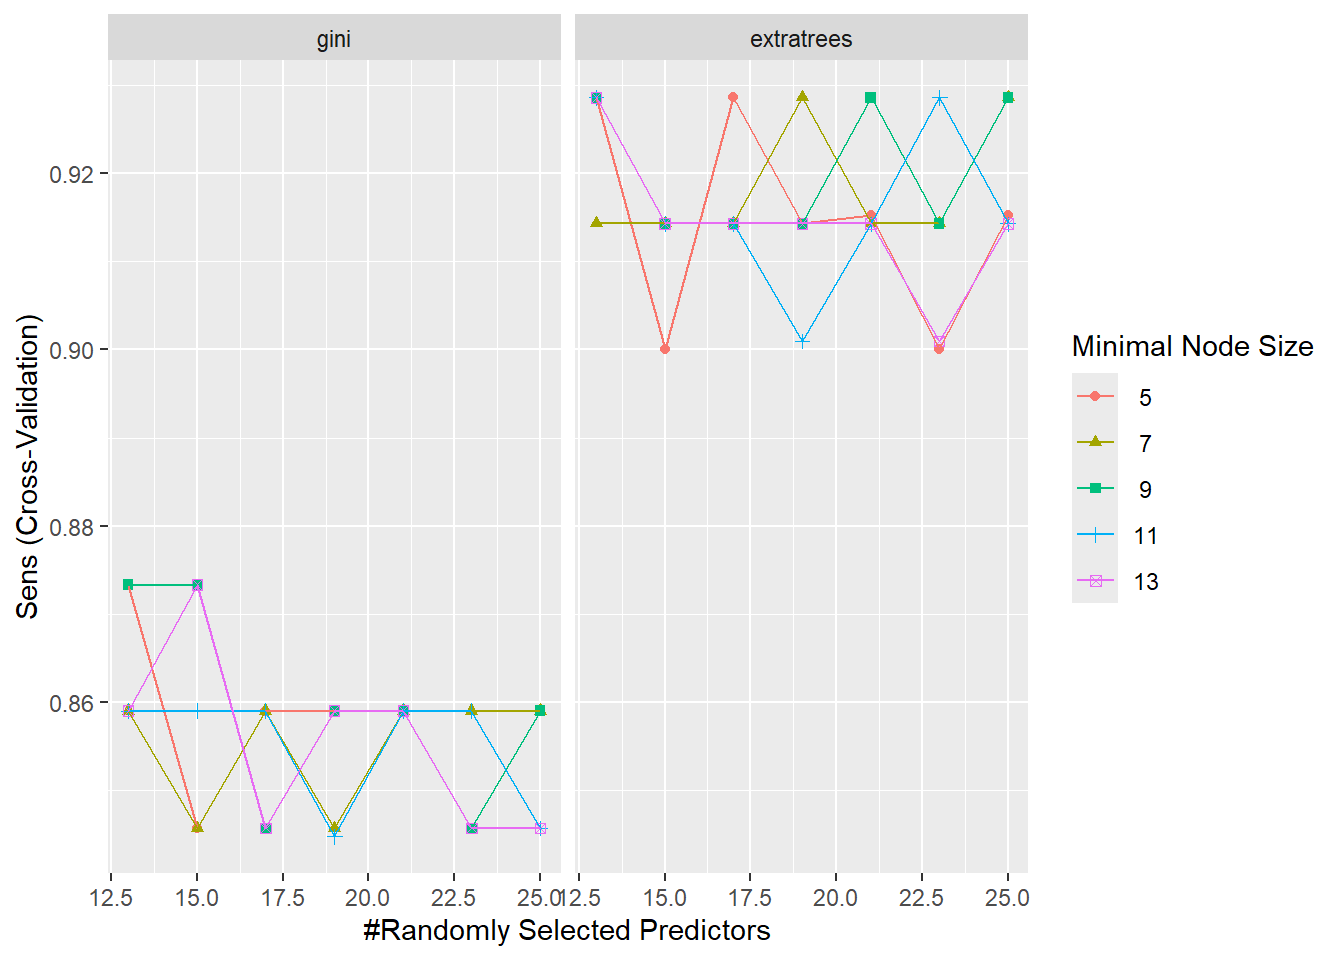 gini
extratrees
0.92
0.90
0.88
0.86
Sens (Cross-Validation)
12.5 15.0 17.5 20.0 22.5 25.0
12.5 15.0 17.5 20.0 22.5 25.0
#Randomly Selected Predictors
Minimal Node Size
5
7
9
11
13